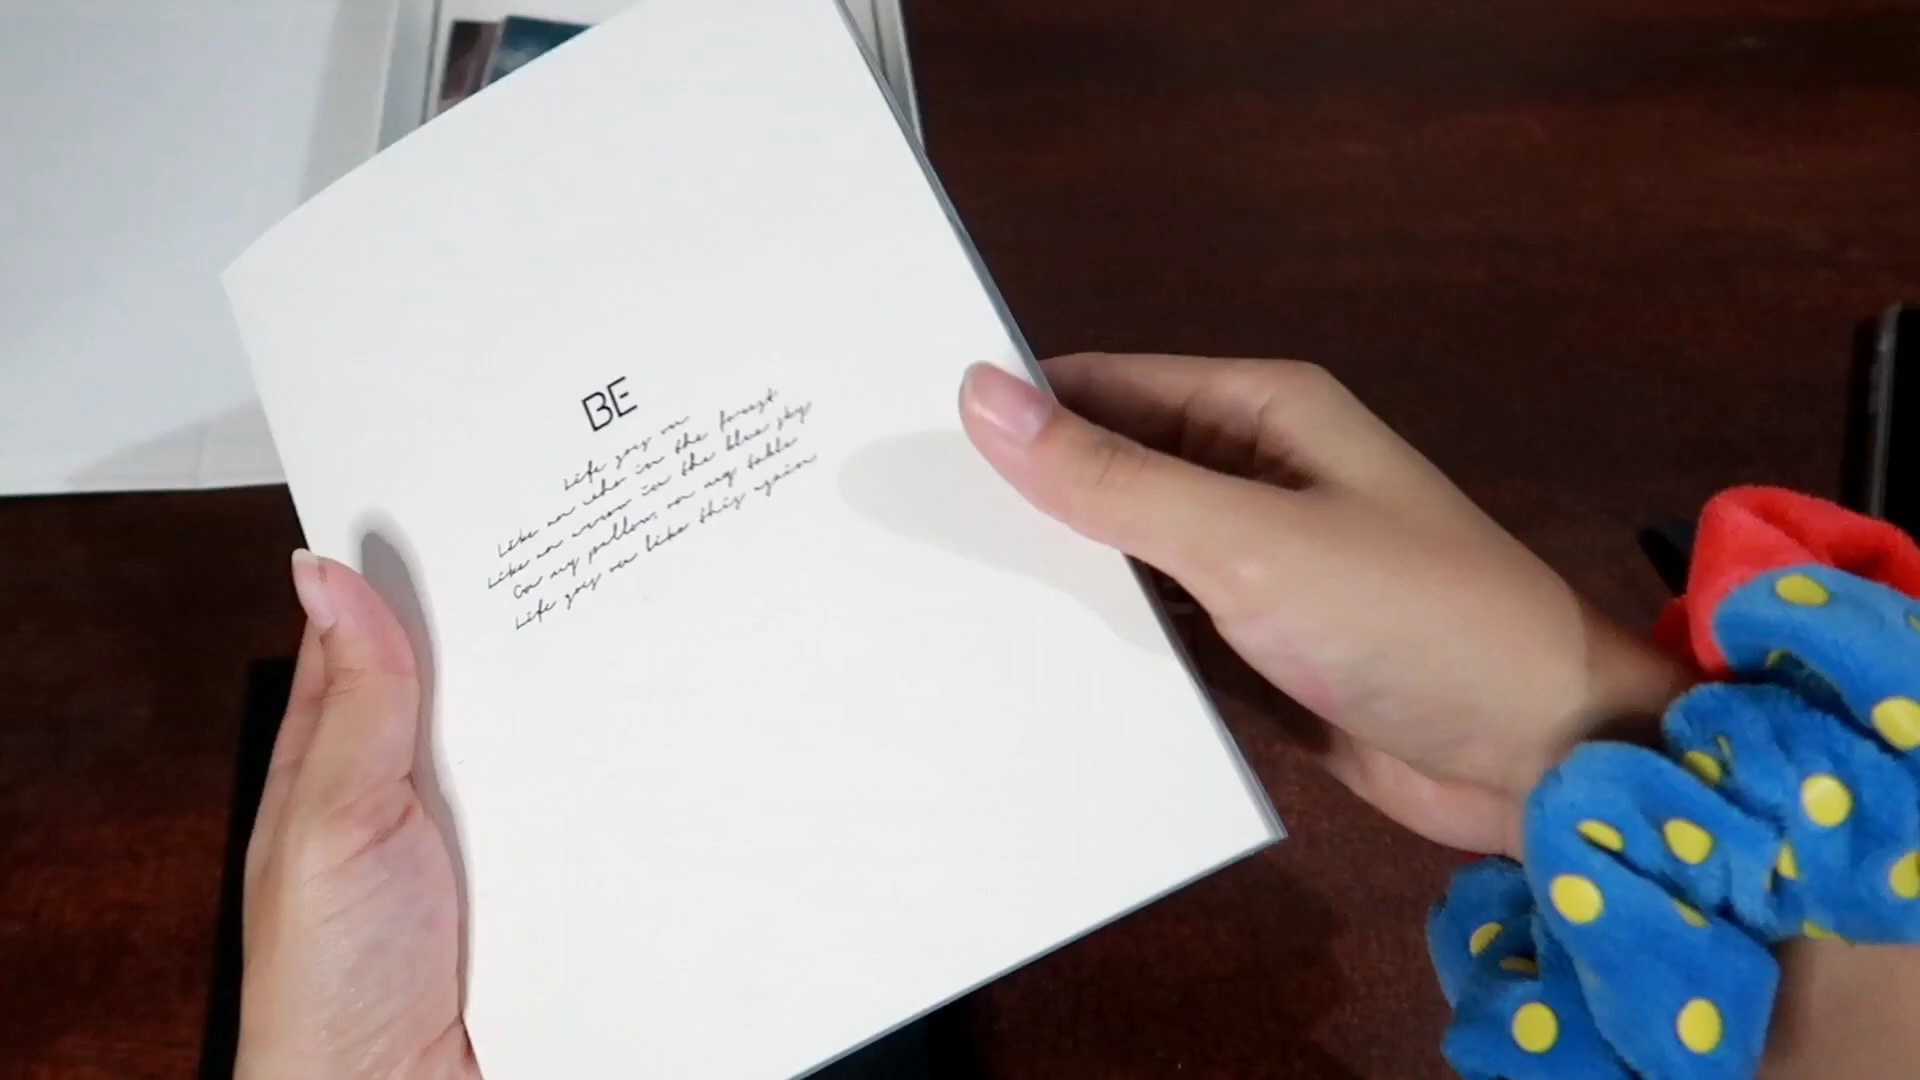 BE
Life goes on
Like an echo in the forest
Like an arrow in the blue sky
On my pillow, on my table
Life goes on like this again